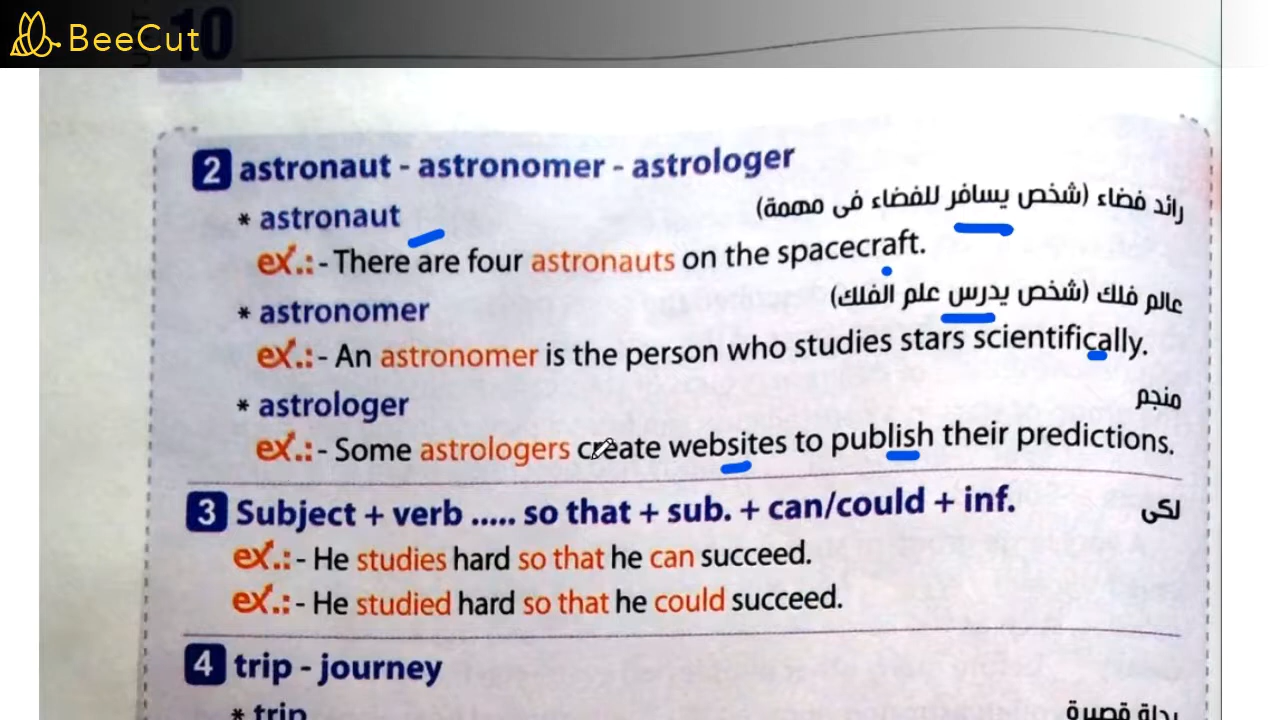 BeeCut
10
2 astronaut - astronomer - astrologer
* astronaut رائد فضاء (شخص يسافر للفضاء فى مهمة)
ex.: - There are four astronauts on the spacecraft.
* astronomer عالم فلك (شخص يدرس علم الفلك)
ex.: - An astronomer is the person who studies stars scientifically.
* astrologer منجم
ex.: - Some astrologers create websites to publish their predictions.
3 Subject + verb ..... so that + sub. + can/could + inf. لكى
ex.: - He studies hard so that he can succeed.
ex.: - He studied hard so that he could succeed.
4 trip - journey
* trip قصيرة